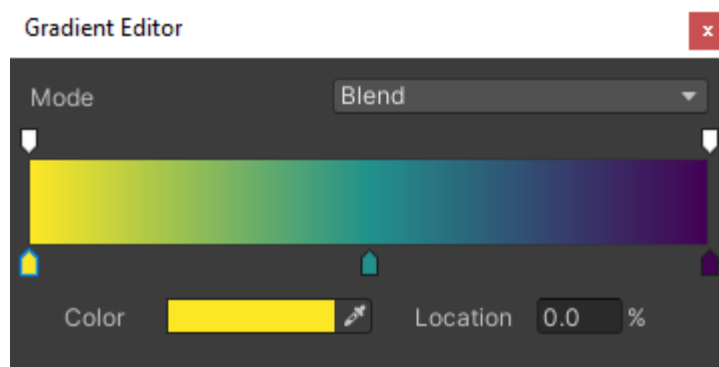 Gradient Editor
x
Mode Blend
Color Location 0.0 %